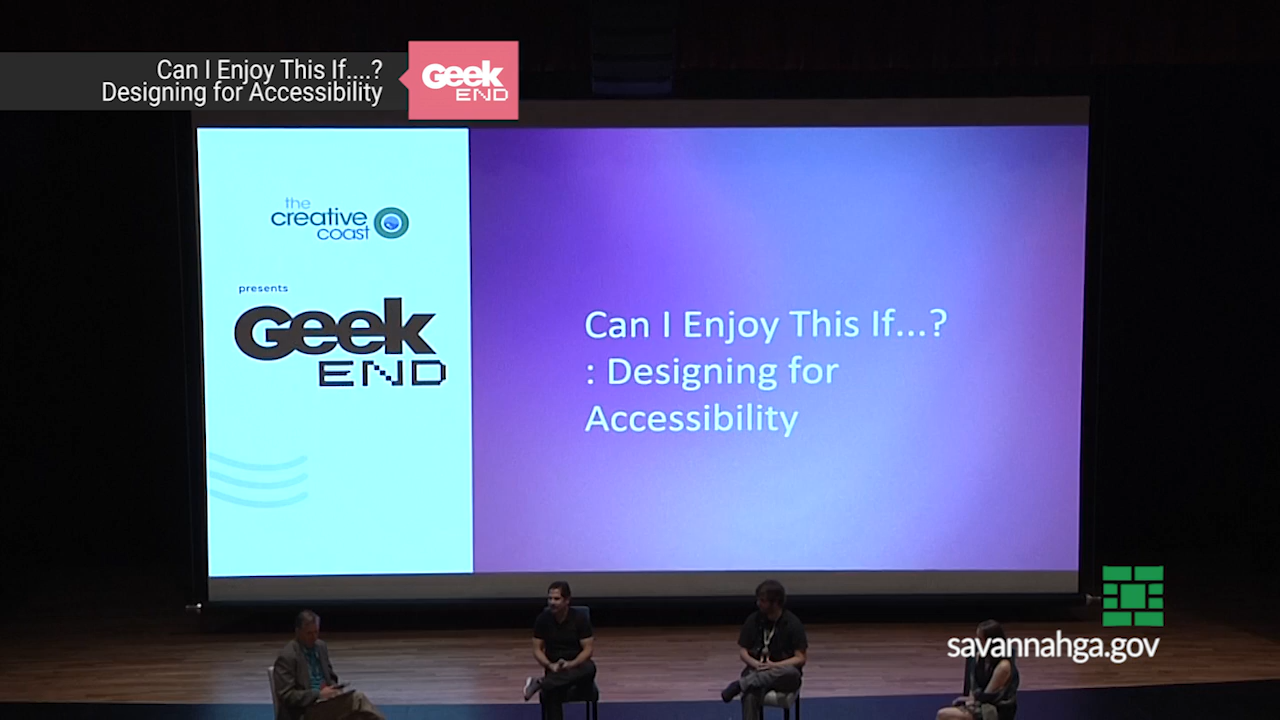 Can I Enjoy This If....?
Designing for Accessibility
Geek
END
the
creative
coast
presents
Geek
END
Can I Enjoy This If...?
: Designing for
Accessibility
savannahga.gov